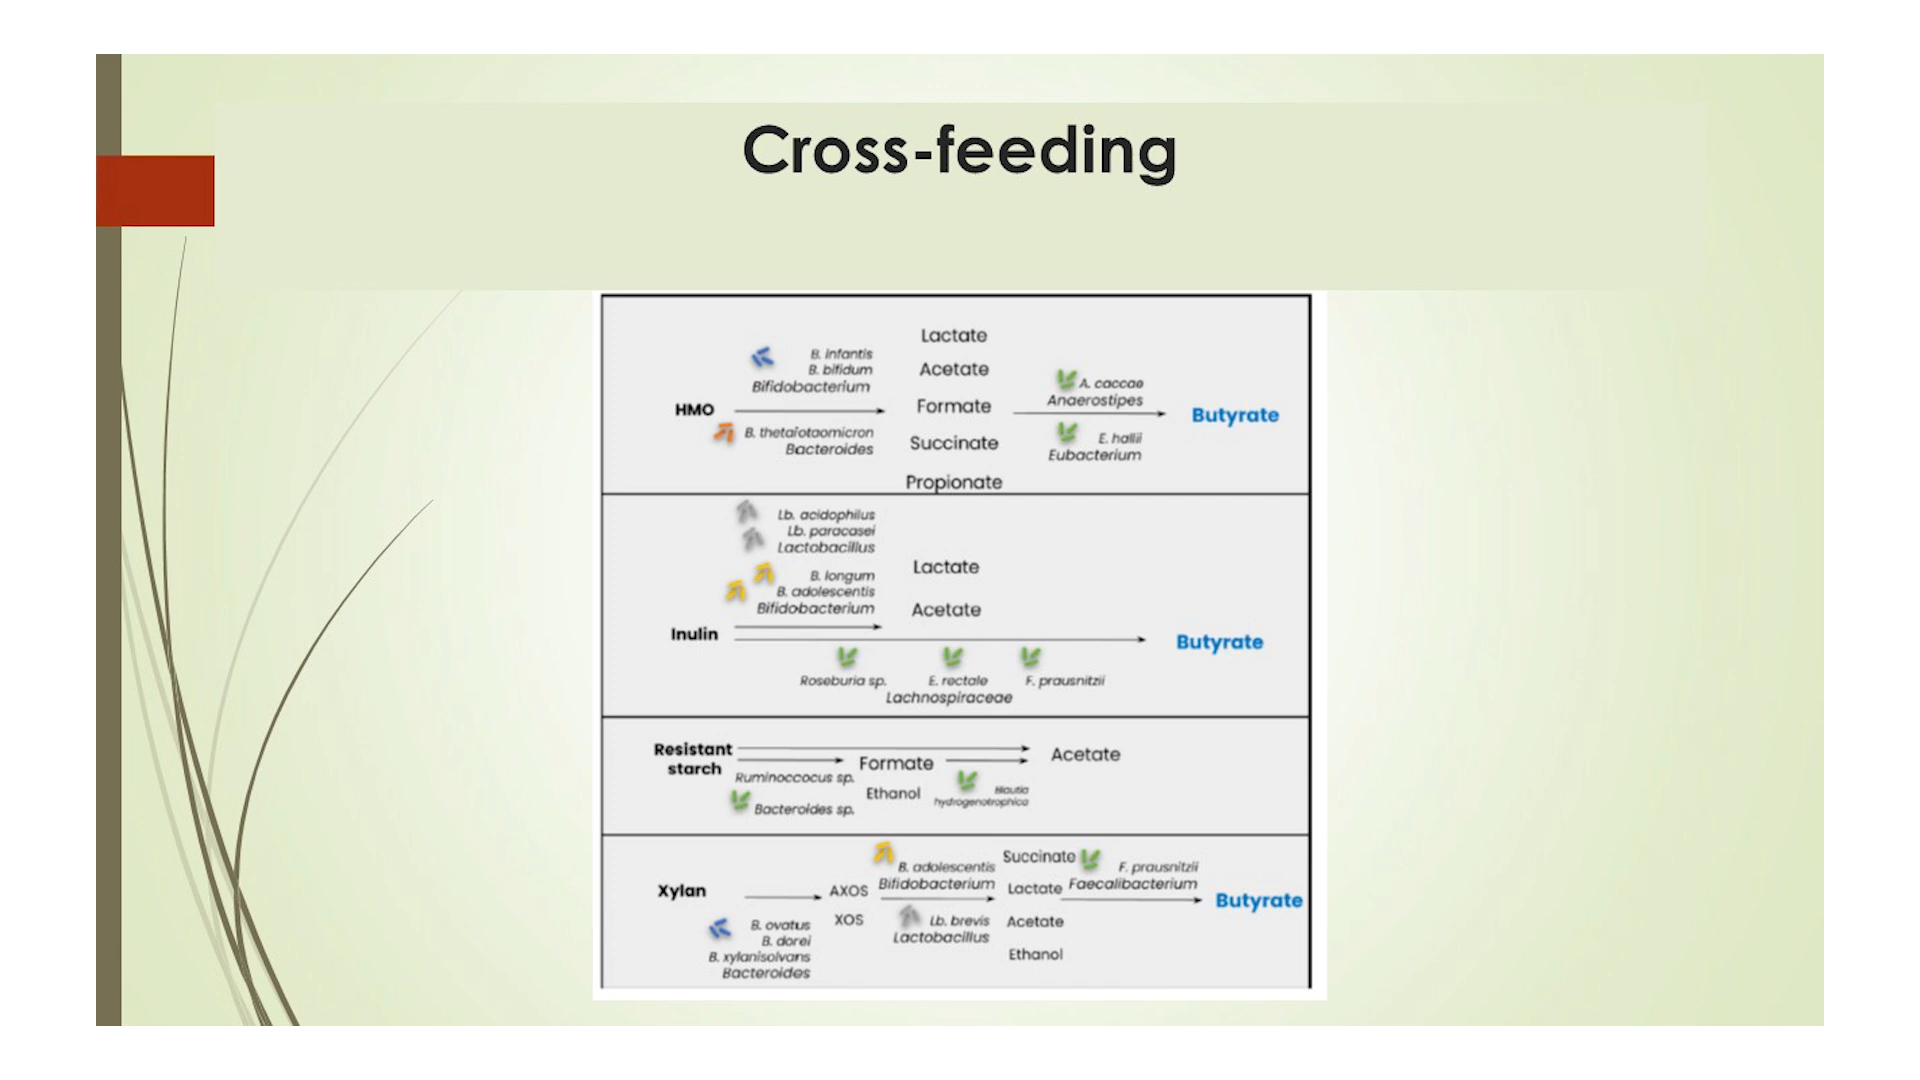 Cross-feeding
Lactate
B. infantis
B. bifidum
Bifidobacterium
Acetate
HMO
Formate
B. thetaiotaomicron
Bacteroides
Succinate
Propionate
A. caccae
Anaerostipes
E. hallii
Eubacterium
Butyrate
Lb. acidophilus
Lb. paracasei
Lactobacillus
B. longum
B. adolescentis
Bifidobacterium
Lactate
Acetate
Inulin
Butyrate
Roseburia sp. E. rectale F. prausnitzii
Lachnospiraceae
Resistant
starch
Ruminoccocus sp.
Bacteroides sp.
Formate
Ethanol
Blautia
hydrogenotrophica
Acetate
Xylan
B. ovatus
B. dorei
B. xylanisolvans
Bacteroides
AXOS
XOS
B. adolescentis
Bifidobacterium
Lb. brevis
Lactobacillus
Succinate
Lactate
Acetate
Ethanol
F. prausnitzii
Faecalibacterium
Butyrate